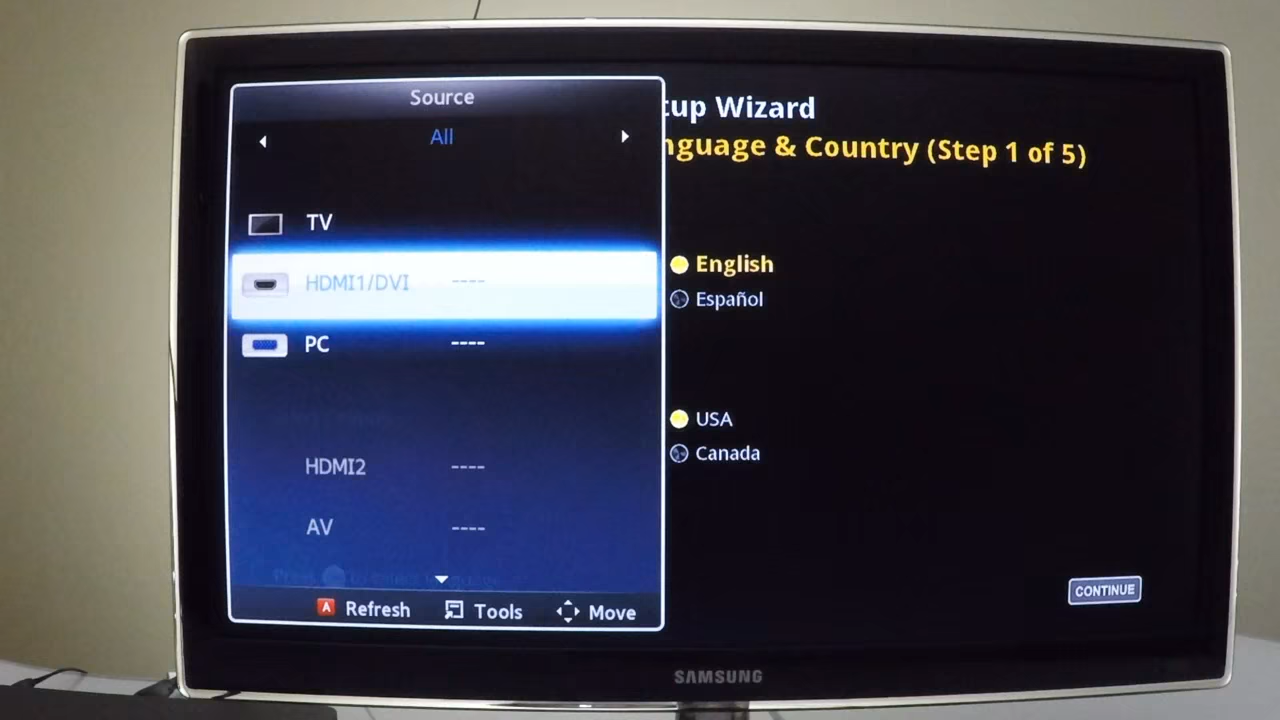 Source
All
TV
HDMI1/DVI ----
PC ----
HDMI2 ----
AV ----
A Refresh Tools Move
tup Wizard
nguage & Country (Step 1 of 5)
English
Español
USA
Canada
CONTINUE
SAMSUNG